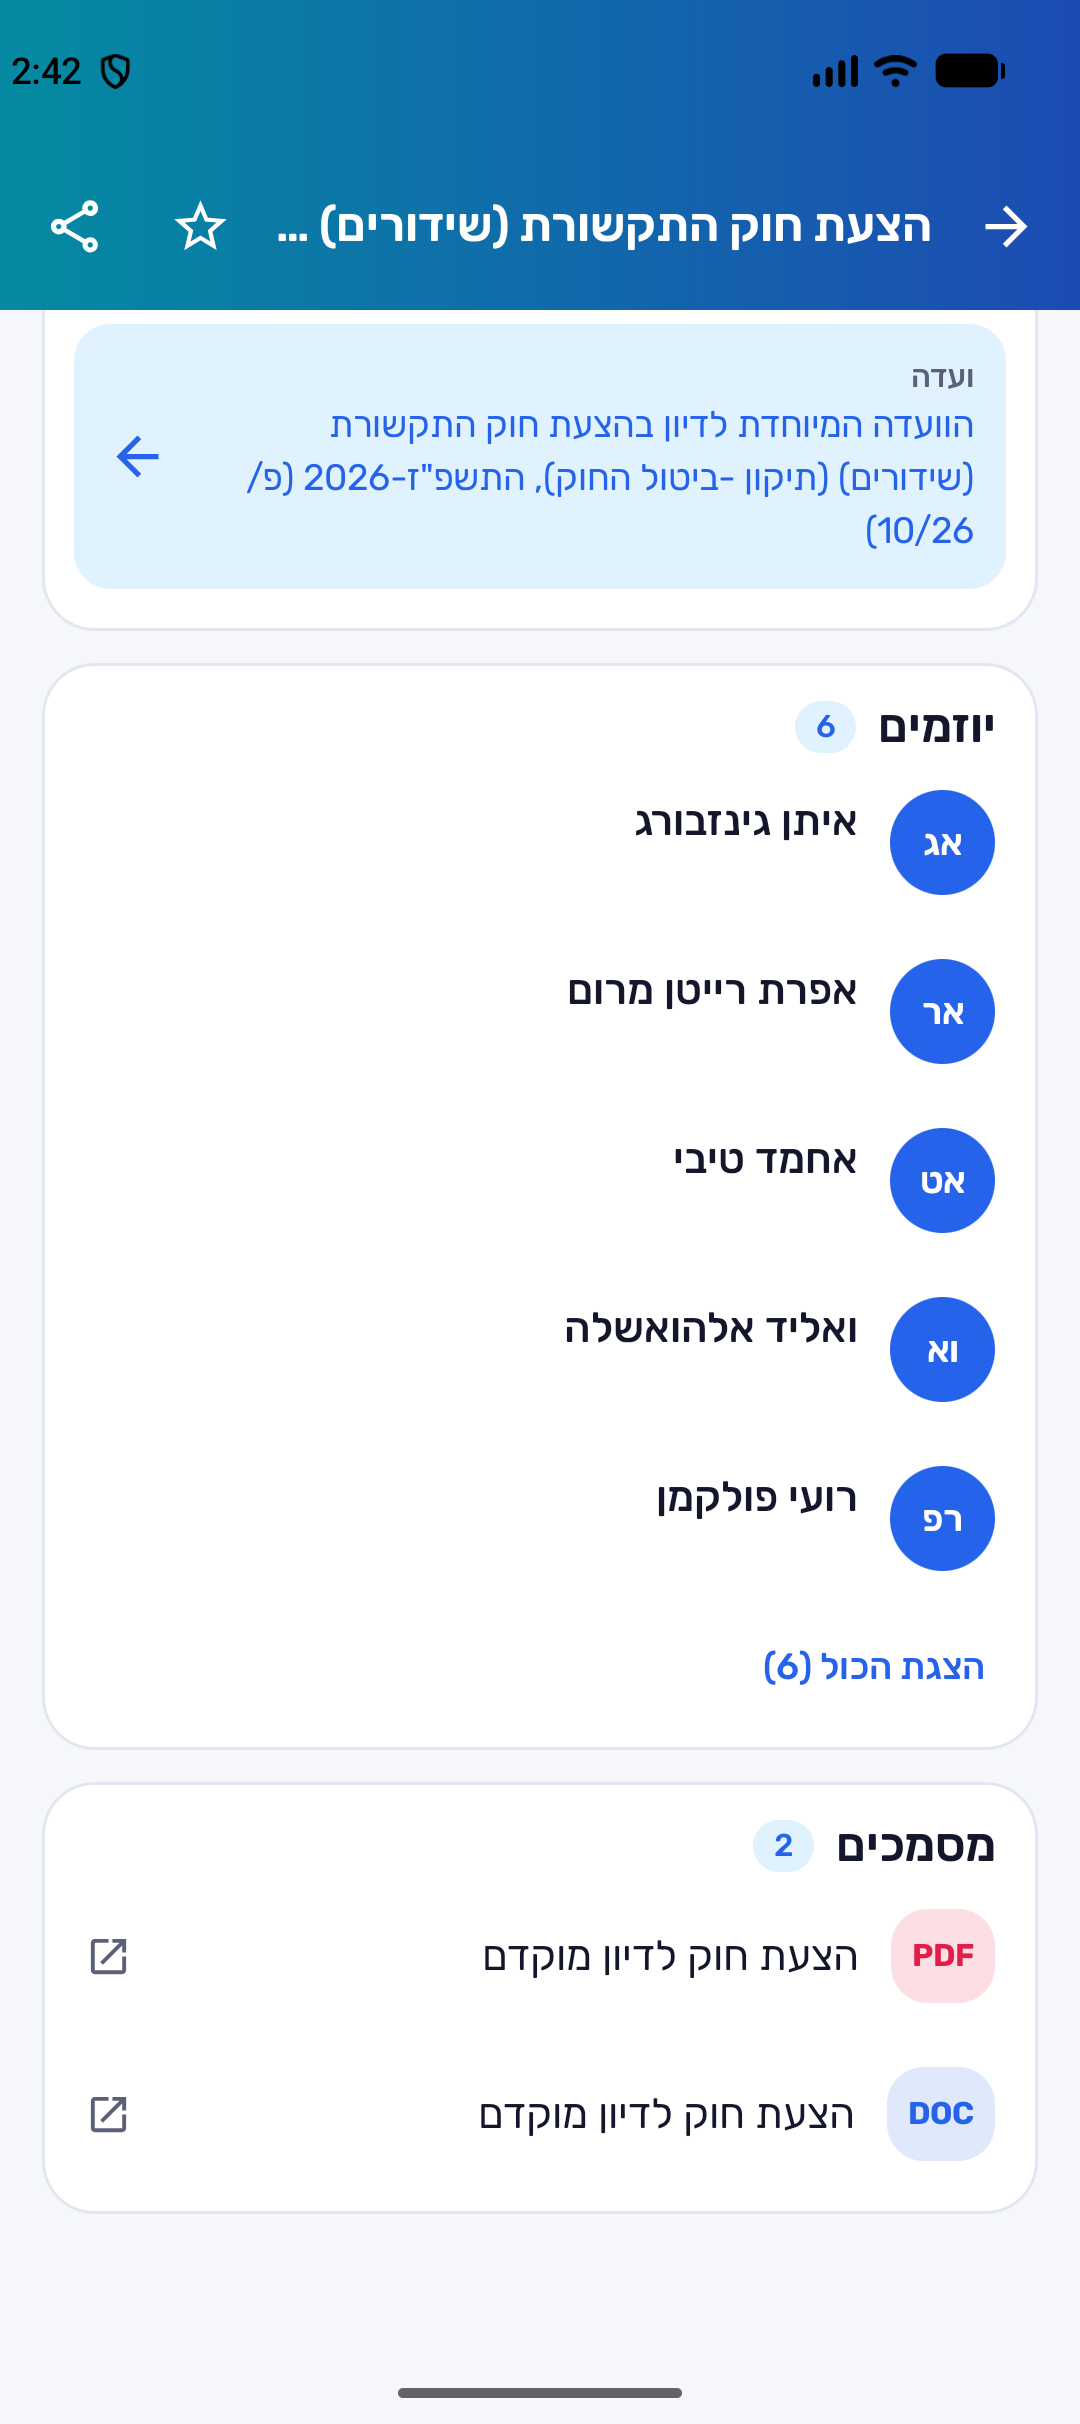 2:42
הצעת חוק התקשורת (שידורים) ...
ועדה
הוועדה המיוחדת לדיון בהצעת חוק התקשורת
(שידורים) (תיקון -ביטול החוק), התשפ"ז-2026 (פ/
10/26)
יוזמים 6
אג
איתן גינזבורג
אר
אפרת רייטן מרום
אט
אחמד טיבי
וא
ואליד אלהואשלה
רפ
רועי פולקמן
הצגת הכול (6)
מסמכים 2
PDF הצעת חוק לדיון מוקדם
DOC הצעת חוק לדיון מוקדם